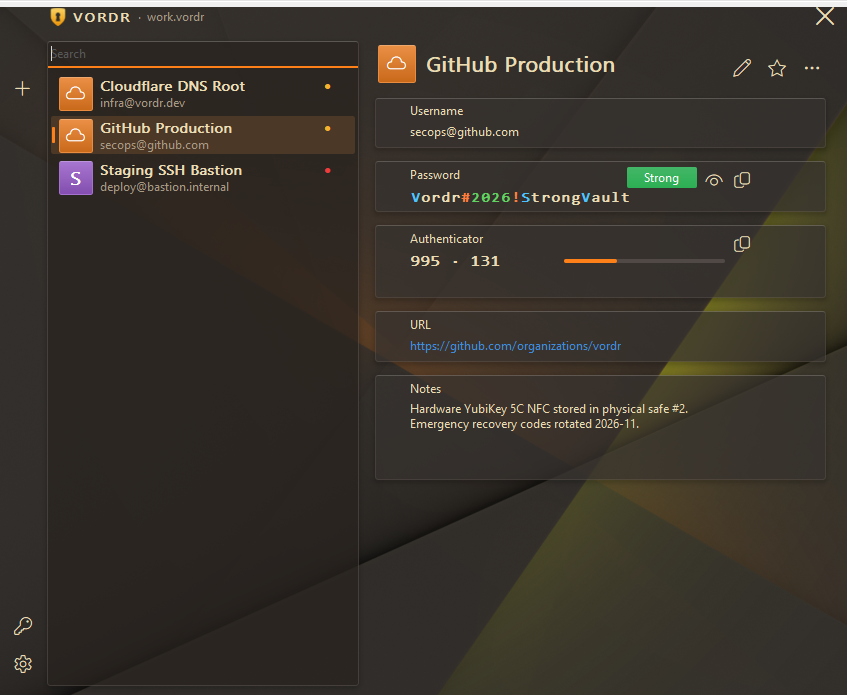 VORDR · work.vordr
Search
Cloudflare DNS Root
infra@vordr.dev
GitHub Production
secops@github.com
S
Staging SSH Bastion
deploy@bastion.internal
GitHub Production
Username
secops@github.com
Password
Strong
Vordr#2026!StrongVault
Authenticator
995 - 131
URL
https://github.com/organizations/vordr
Notes
Hardware YubiKey 5C NFC stored in physical safe #2.
Emergency recovery codes rotated 2026-11.